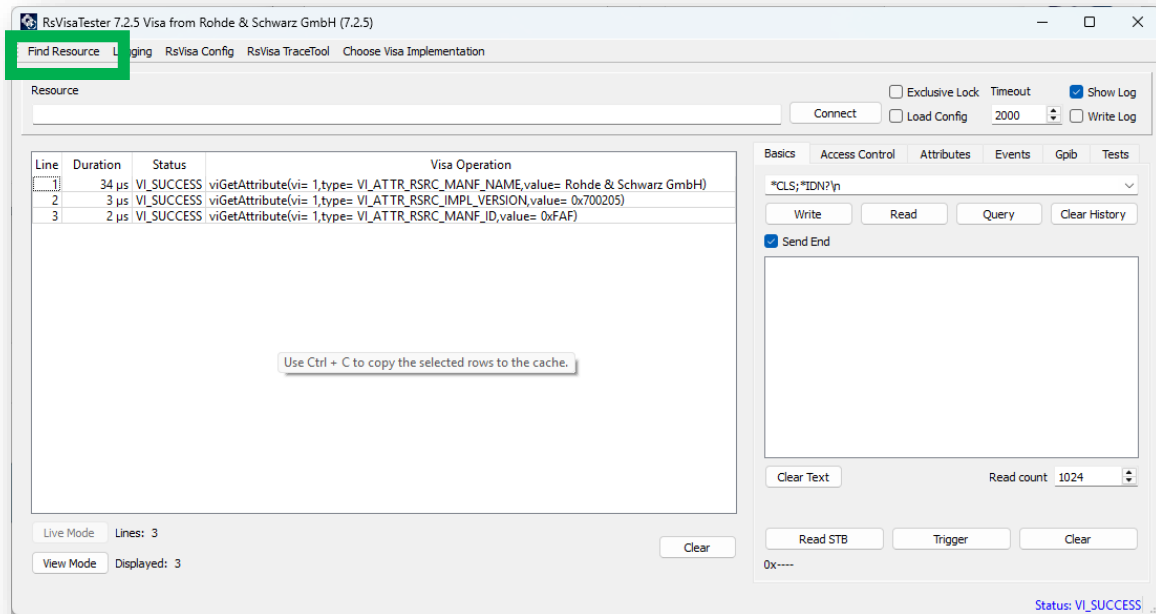 RsVisaTester 7.2.5 Visa from Rohde & Schwarz GmbH (7.2.5)
Find Resource Logging RsVisa Config RsVisa TraceTool Choose Visa Implementation
Resource
Connect
Exclusive Lock Timeout Show Log
Load Config 2000 Write Log
Line Duration Status Visa Operation
1 34 µs VI_SUCCESS viGetAttribute(vi= 1,type= VI_ATTR_RSRC_MANF_NAME,value= Rohde & Schwarz GmbH)
2 3 µs VI_SUCCESS viGetAttribute(vi= 1,type= VI_ATTR_RSRC_IMPL_VERSION,value= 0x700205)
3 2 µs VI_SUCCESS viGetAttribute(vi= 1,type= VI_ATTR_RSRC_MANF_ID,value= 0xFAF)
Use Ctrl + C to copy the selected rows to the cache.
Live Mode Lines: 3
View Mode Displayed: 3
Clear
Basics Access Control Attributes Events Gpib Tests
*CLS;*IDN?\n
Write Read Query Clear History
Send End
Clear Text Read count 1024
Read STB Trigger Clear
0x----
Status: VI_SUCCESS